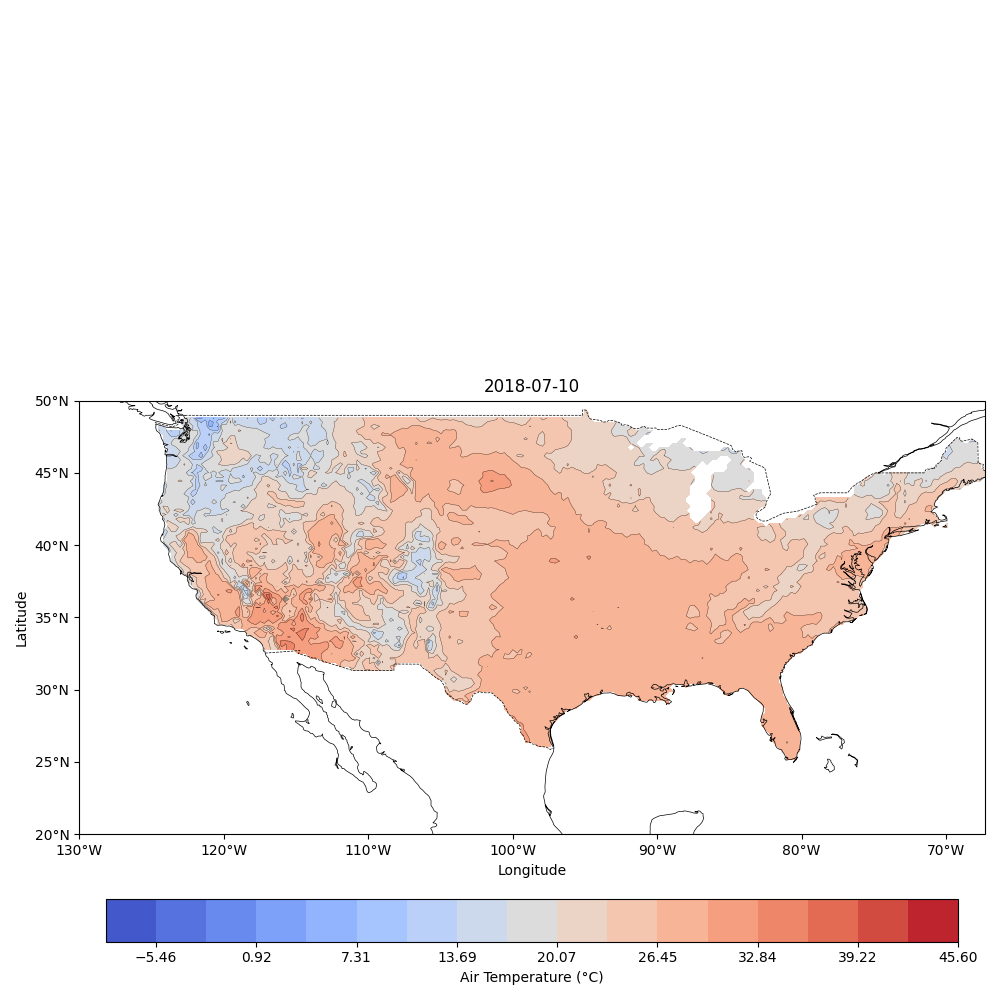 2018-07-10
50°N
45°N
40°N
35°N
30°N
25°N
20°N
Latitude
130°W 120°W 110°W 100°W 90°W 80°W 70°W
Longitude
−5.46 0.92 7.31 13.69 20.07 26.45 32.84 39.22 45.60
Air Temperature (°C)